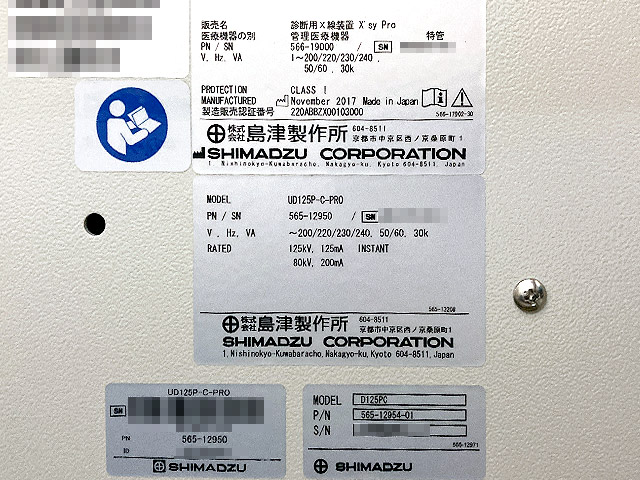 販売名 診断用X線装置 X'sy Pro
医療機器の別 管理医療機器 特管
PN / SN 566-19000 / SN
V, Hz, VA 1～200/220/230/240,
50/60, 30k
PROTECTION CLASS I
MANUFACTURED November 2017 Made in Japan
製造販売認証番号 220ABBZX00103000
566-17902-30
株式会社 島津製作所 604-8511
京都市中京区西ノ京桑原町1
SHIMADZU CORPORATION
1, Nishinokyo-Kuwabaracho, Nakagyo-ku, Kyoto 604-8511, Japan
MODEL UD125P-C-PRO
PN / SN 565-12950 / SN
V, Hz, VA ～200/220/230/240, 50/60, 30k
RATED 125kV, 125mA INSTANT
80kV, 200mA
565-13208
株式会社 島津製作所 604-8511
京都市中京区西ノ京桑原町1
SHIMADZU CORPORATION
1, Nishinokyo-Kuwabaracho, Nakagyo-ku, Kyoto 604-8511, Japan
UD125P-C-PRO
SN
PN 565-12950
ID
SHIMADZU
MODEL D125PC
P/N 565-12954-01
S/N
565-12971
SHIMADZU